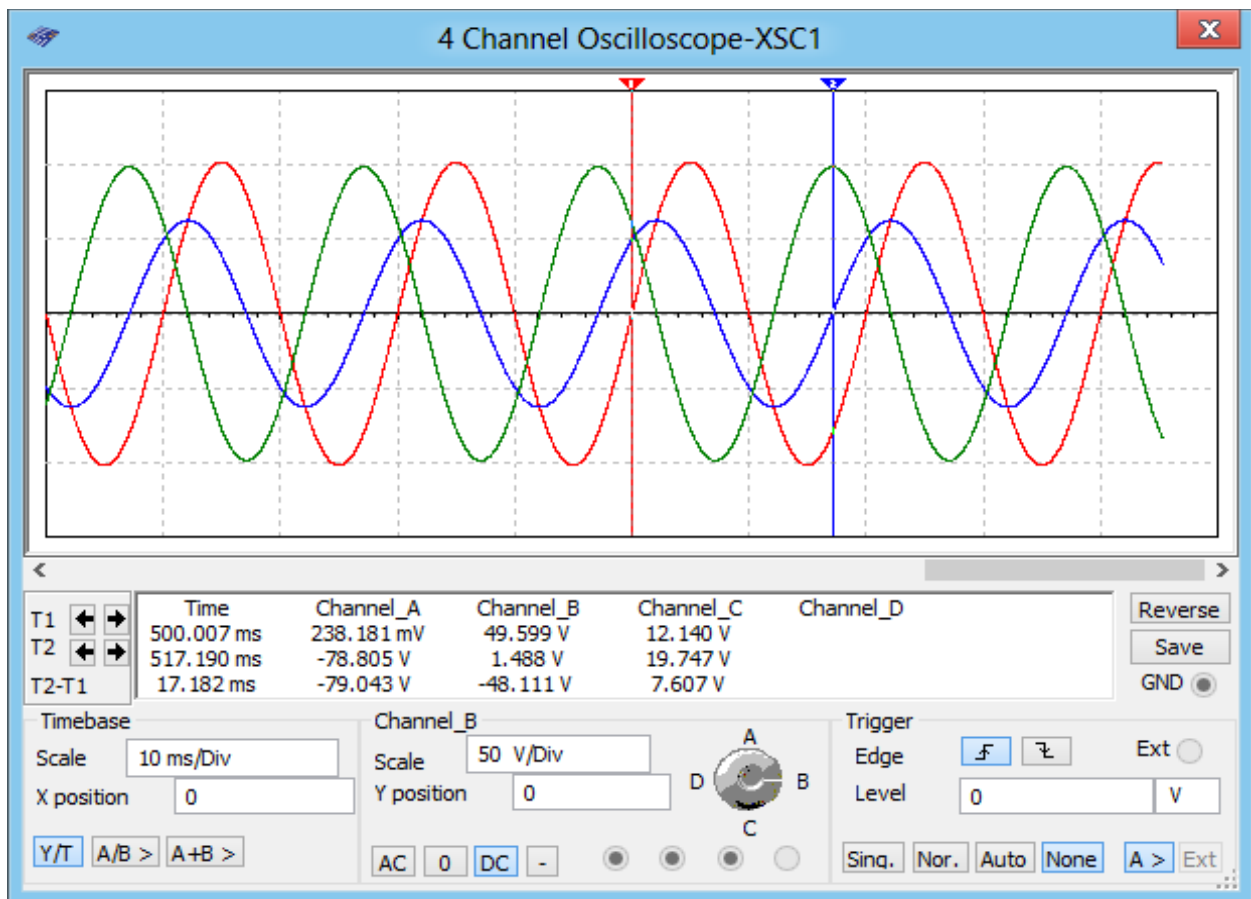 4 Channel Oscilloscope-XSC1
x
1 2
Time Channel_A Channel_B Channel_C Channel_D
T1 500.007 ms 238.181 mV 49.599 V 12.140 V
T2 517.190 ms -78.805 V 1.488 V 19.747 V
T2-T1 17.182 ms -79.043 V -48.111 V 7.607 V
Reverse
Save
GND
Timebase
Scale 10 ms/Div
X position 0
Y/T A/B > A+B >
Channel_B
Scale 50 V/Div
Y position 0
AC 0 DC -
A
D B
C
Trigger
Edge Ext
Level 0 V
Sing. Nor. Auto None A > Ext